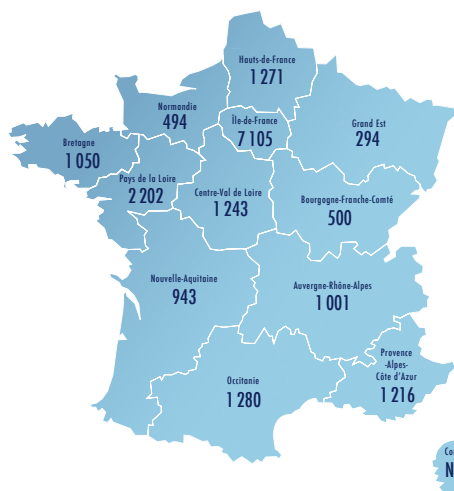 Hauts-de-France
1 271
Normandie
494
Île-de-France
7 105
Grand Est
294
Bretagne
1 050
Pays de la Loire
2 202
Centre-Val de Loire
1 243
Bourgogne-Franche-Comté
500
Nouvelle-Aquitaine
943
Auvergne-Rhône-Alpes
1 001
Provence
-Alpes-
Côte d'Azur
1 216
Occitanie
1 280